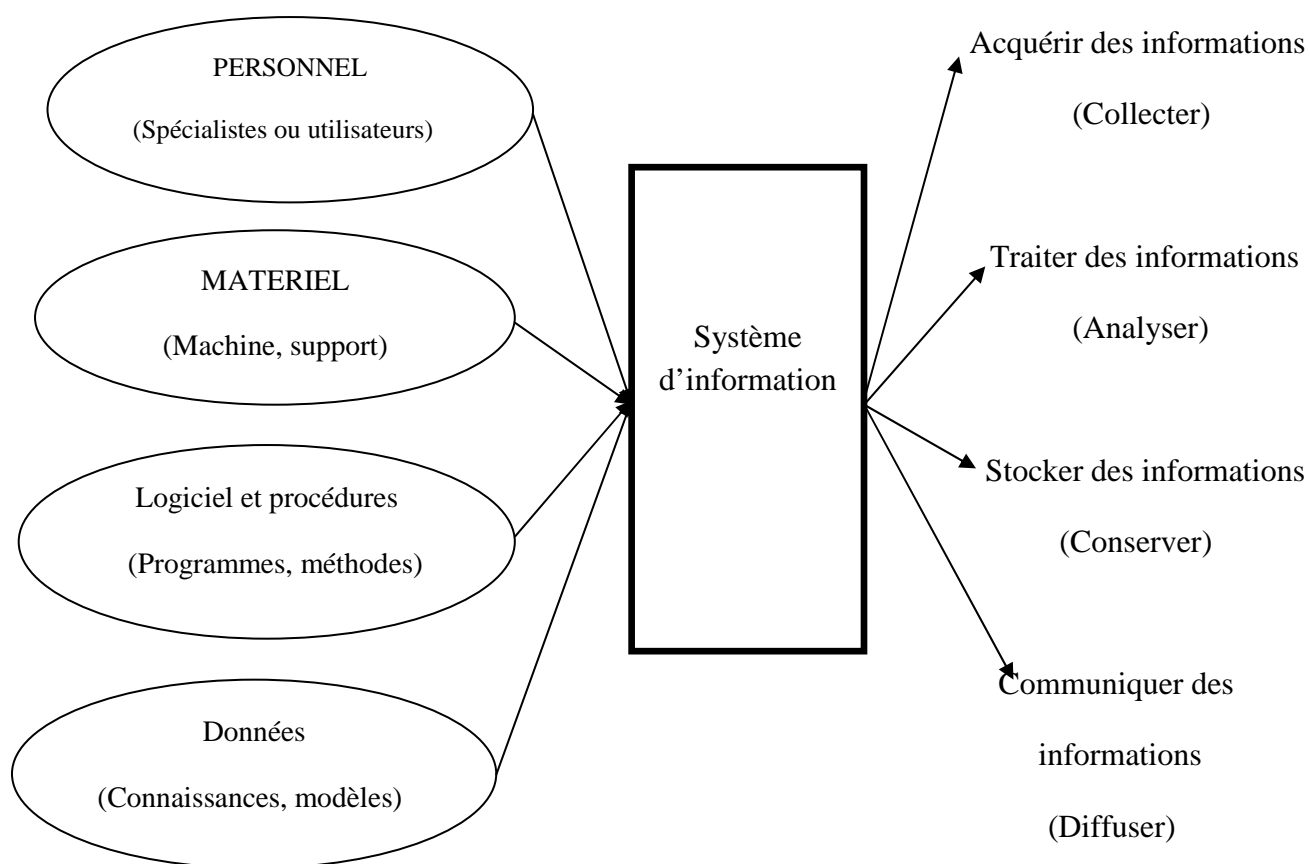 PERSONNEL
(Spécialistes ou utilisateurs)
MATERIEL
(Machine, support)
Logiciel et procédures
(Programmes, méthodes)
Données
(Connaissances, modèles)
Système
d’information
Acquérir des informations
(Collecter)
Traiter des informations
(Analyser)
Stocker des informations
(Conserver)
Communiquer des
informations
(Diffuser)